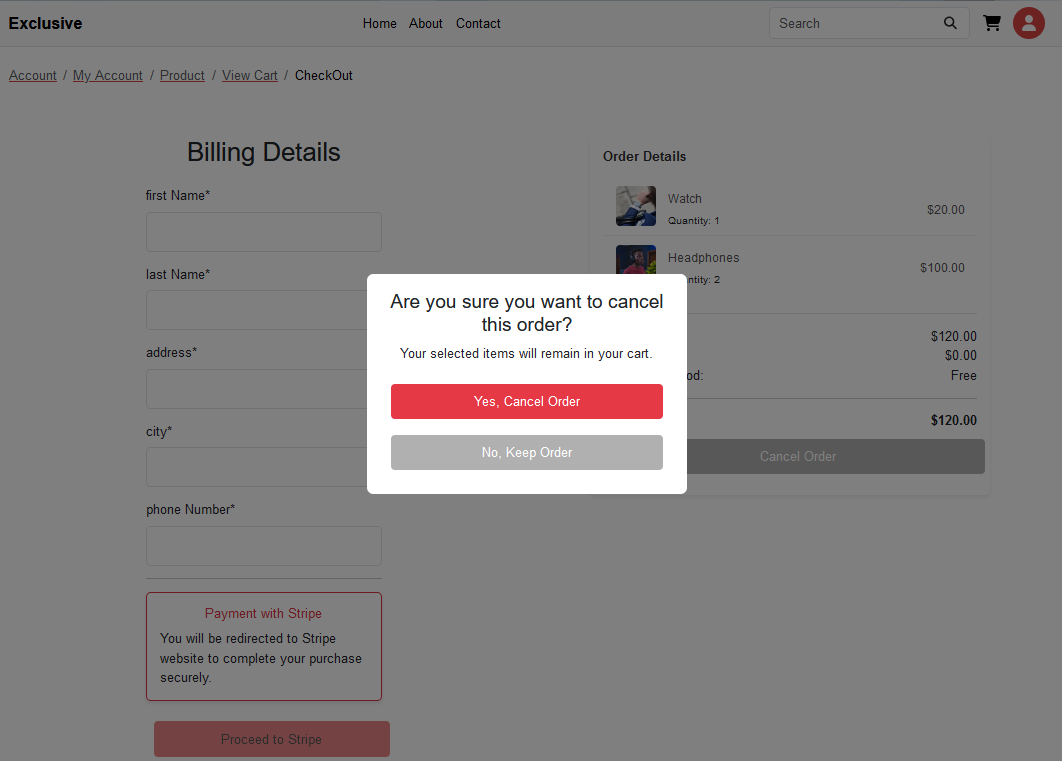 Exclusive
Home About Contact
Search
Account / My Account / Product / View Cart / CheckOut
Billing Details
first Name*
last Name*
address*
city*
phone Number*
Payment with Stripe
You will be redirected to Stripe
website to complete your purchase
securely.
Proceed to Stripe
Order Details
Watch
Quantity: 1
$20.00
Headphones
ntity: 2
$100.00
$120.00
$0.00
od: Free
$120.00
Cancel Order
Are you sure you want to cancel
this order?
Your selected items will remain in your cart.
Yes, Cancel Order
No, Keep Order